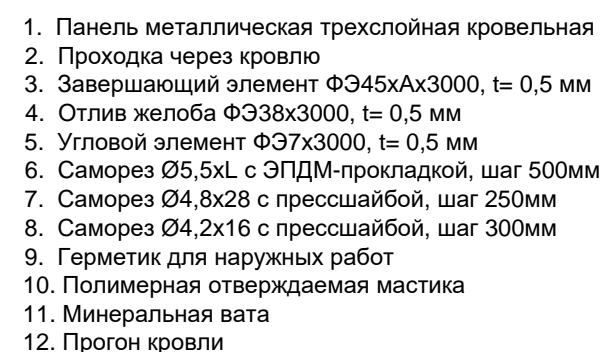 1. Панель металлическая трехслойная кровельная
2. Проходка через кровлю
3. Завершающий элемент ФЭ45хАх3000, t= 0,5 мм
4. Отлив желоба ФЭ38х3000, t= 0,5 мм
5. Угловой элемент ФЭ7х3000, t= 0,5 мм
6. Саморез Ø5,5xL с ЭПДМ-прокладкой, шаг 500мм
7. Саморез Ø4,8х28 с прессшайбой, шаг 250мм
8. Саморез Ø4,2х16 с прессшайбой, шаг 300мм
9. Герметик для наружных работ
10. Полимерная отверждаемая мастика
11. Минеральная вата
12. Прогон кровли